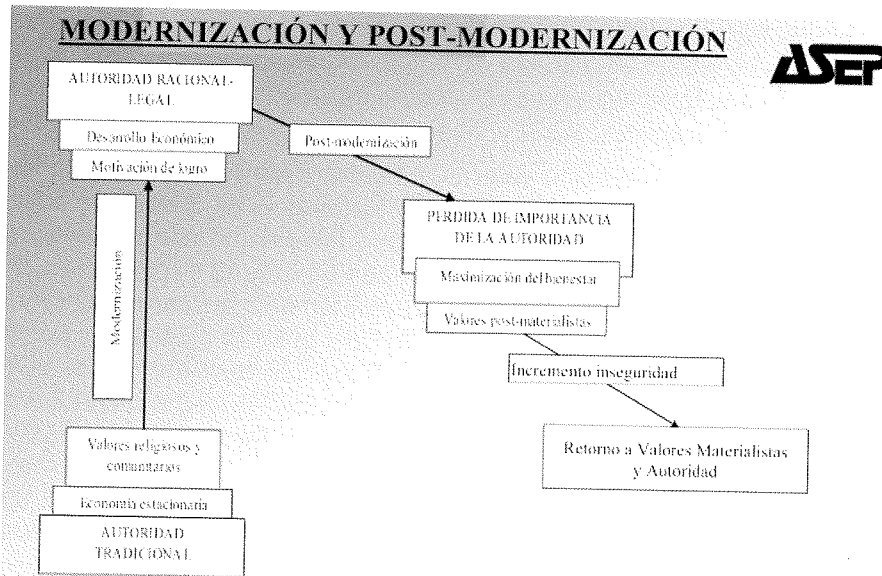 MODERNIZACIÓN Y POST-MODERNIZACIÓN
ASEP
AUTORIDAD RACIONAL-
LEGAL
Desarrollo Económico
Motivación de logro
Post-modernización
Modernización
PERDIDA DE IMPORTANCIA
DE LA AUTORIDAD
Maximización del bienestar
Valores post-materialistas
Incremento inseguridad
Valores religiosos y
comunitarios
Economía estacionaria
AUTORIDAD
TRADICIONAL
Retorno a Valores Materialistas
y Autoridad